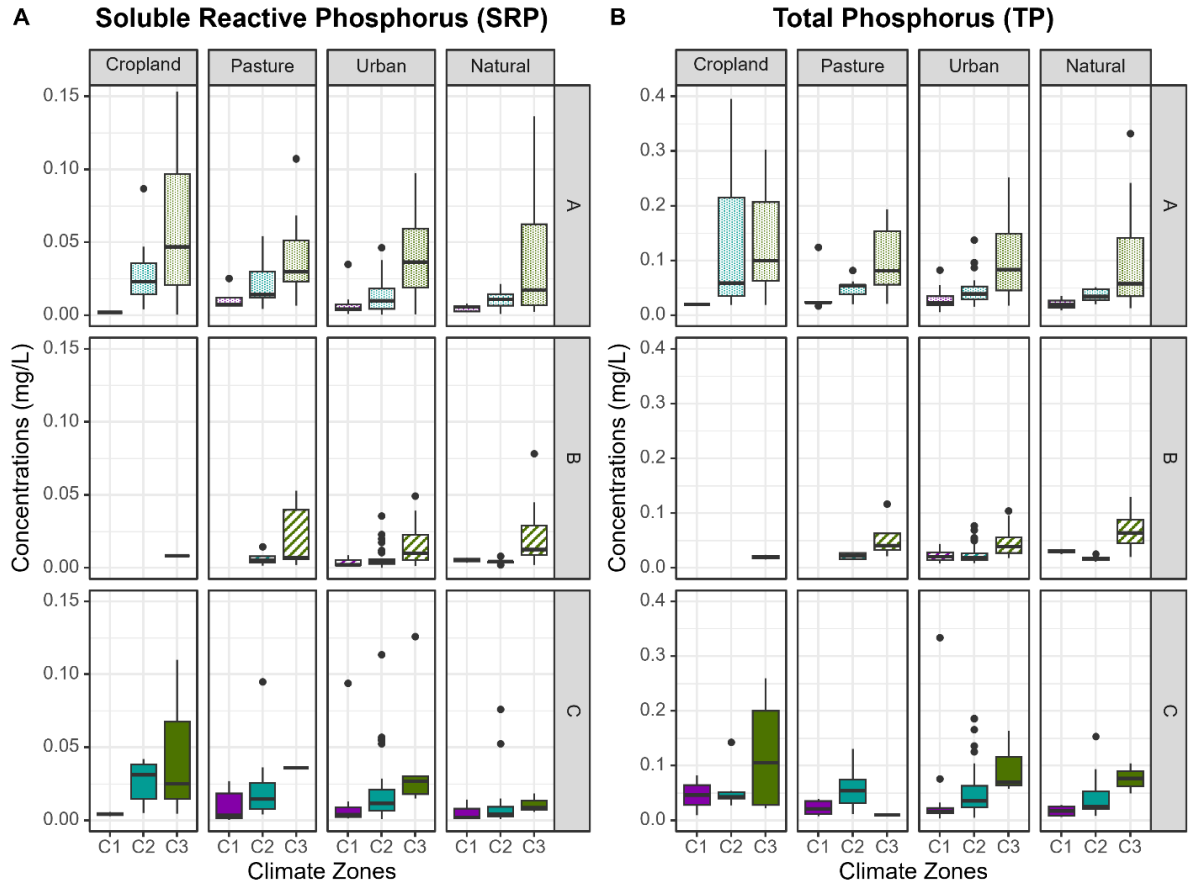 A Soluble Reactive Phosphorus (SRP)
B Total Phosphorus (TP)
Cropland Pasture Urban Natural
Cropland Pasture Urban Natural
Concentrations (mg/L)
0.15
0.10
0.05
0.00
A
0.15
0.10
0.05
0.00
B
0.15
0.10
0.05
0.00
C
C1 C2 C3 C1 C2 C3 C1 C2 C3 C1 C2 C3
Climate Zones
Concentrations (mg/L)
0.4
0.3
0.2
0.1
0.0
A
0.4
0.3
0.2
0.1
0.0
B
0.4
0.3
0.2
0.1
0.0
C
C1 C2 C3 C1 C2 C3 C1 C2 C3 C1 C2 C3
Climate Zones